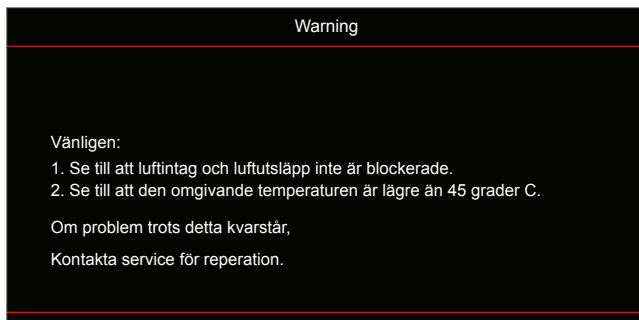 Warning
Vänligen:
1. Se till att luftintag och luftutsläpp inte är blockerade.
2. Se till att den omgivande temperaturen är lägre än 45 grader C.
Om problem trots detta kvarstår,
Kontakta service för reperation.